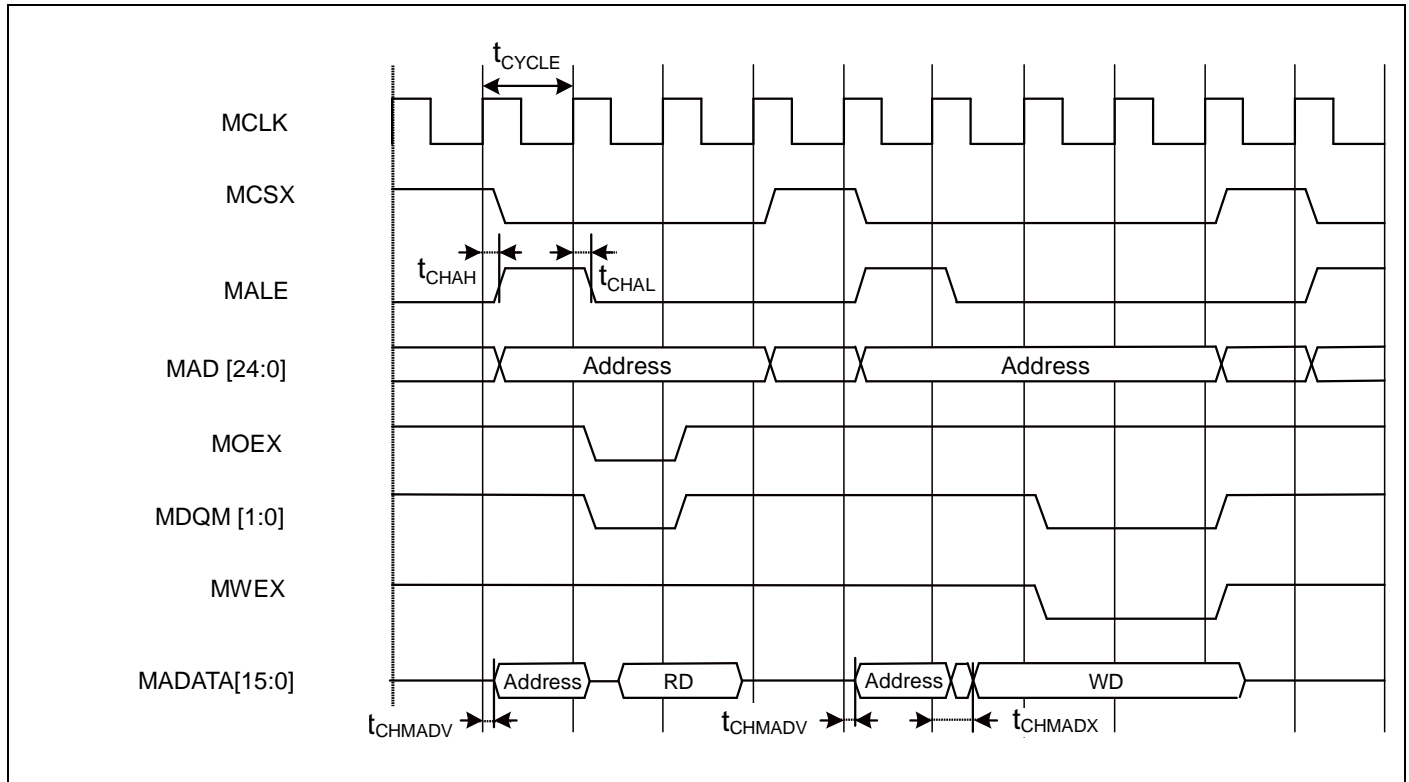 tCYCLE
MCLK
MCSX
tCHAH
tCHAL
MALE
MAD [24:0]
Address
Address
MOEX
MDQM [1:0]
MWEX
MADATA[15:0]
Address
RD
Address
WD
tCHMADV
tCHMADV
tCHMADX